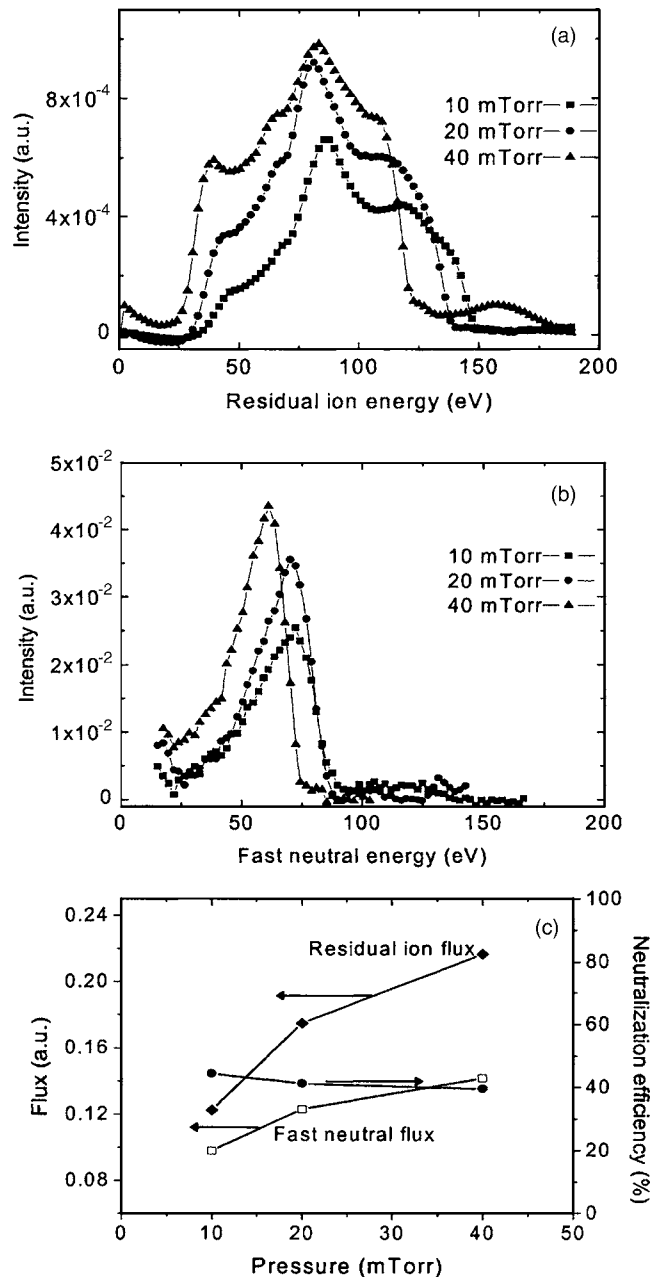 (a)
8x10-4
4x10-4
0
Intensity (a.u.)
10 mTorr
20 mTorr
40 mTorr
0 50 100 150 200
Residual ion energy (eV)
(b)
5x10-2
4x10-2
3x10-2
2x10-2
1x10-2
0
Intensity (a.u.)
10 mTorr
20 mTorr
40 mTorr
0 50 100 150 200
Fast neutral energy (eV)
(c)
0.24
0.20
0.16
0.12
0.08
Flux (a.u.)
Residual ion flux
Fast neutral flux
100
80
60
40
20
0
Neutralization efficiency (%)
0 10 20 30 40 50
Pressure (mTorr)